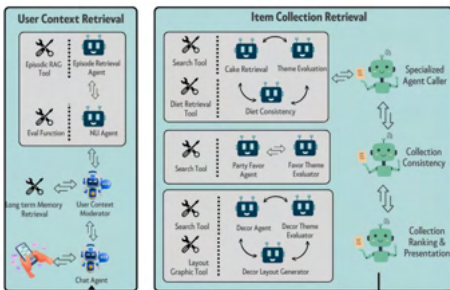 User Context Retrieval
Episodic RAG
Tool
Episode Retrieval
Agent
Eval Function
NLI Agent
Long term Memory
Retrieval
User Context
Moderator
Chat Agent
Item Collection Retrieval
Search Tool
Cake Retrieval
Theme Evaluation
Diet Retrieval
Tool
Diet Consistency
Search Tool
Party Favor
Agent
Favor Theme
Evaluator
Search Tool
Decor Agent
Decor Theme
Evaluator
Layout
Graphic Tool
Decor Layout Generator
Specialized
Agent Caller
Collection
Consistency
Collection
Ranking &
Presentation